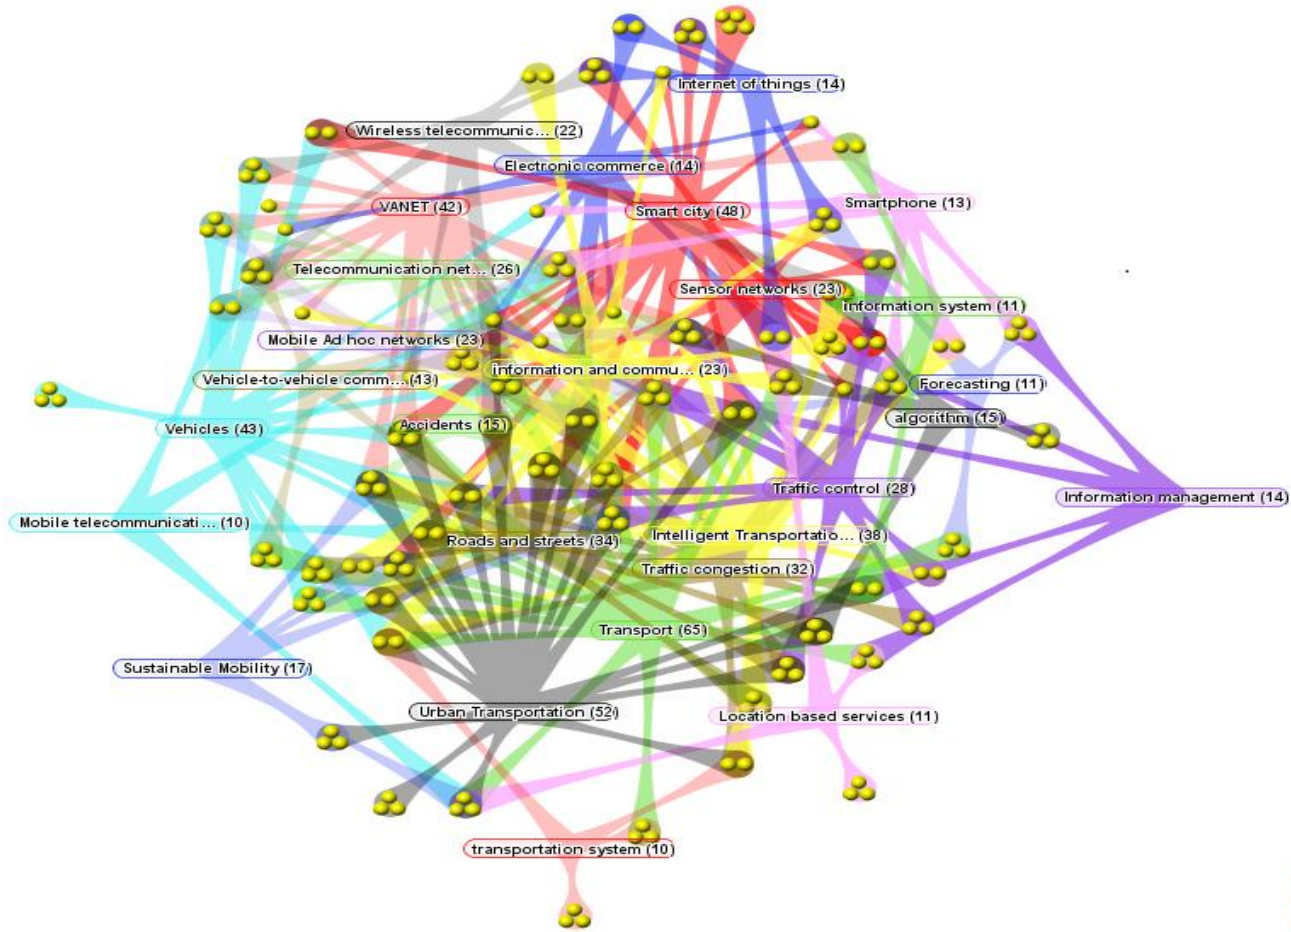 Internet of things (14)
Wireless telecommunic... (22)
Electronic commerce (14)
Smartphone (13)
VANET (42)
Smart city (48)
Telecommunication net... (26)
Sensor networks (23)
information system (11)
Mobile Ad hoc networks (23)
information and commu... (23)
Vehicle-to-vehicle comm... (13)
Forecasting (11)
algorithm (15)
Accidents (15)
Vehicles (43)
Traffic control (28)
Information management (14)
Mobile telecommunicati... (10)
Intelligent Transportatio... (38)
Roads and streets (34)
Traffic congestion (32)
Transport (65)
Sustainable Mobility (17)
Urban Transportation (52)
Location based services (11)
transportation system (10)